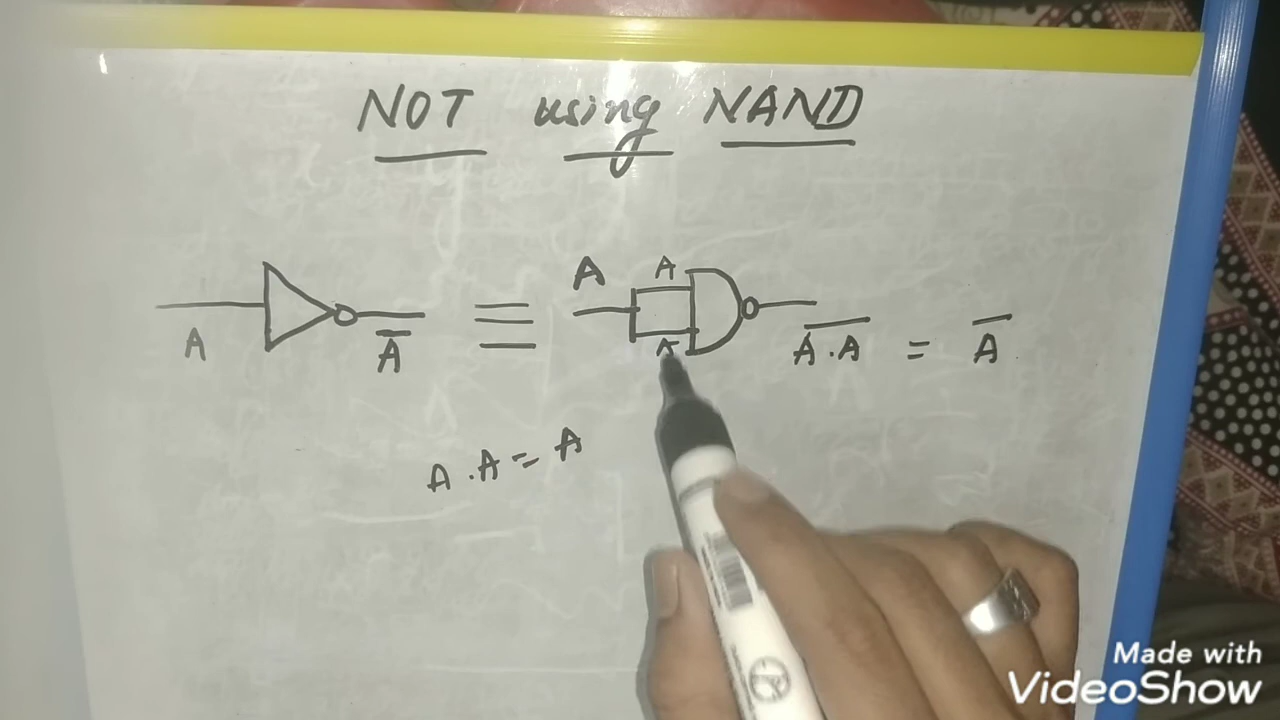 NOT using NAND
A A̅ ≡ A A A A̅.̅A̅ = A̅
A.A = A
Made with
VideoShow